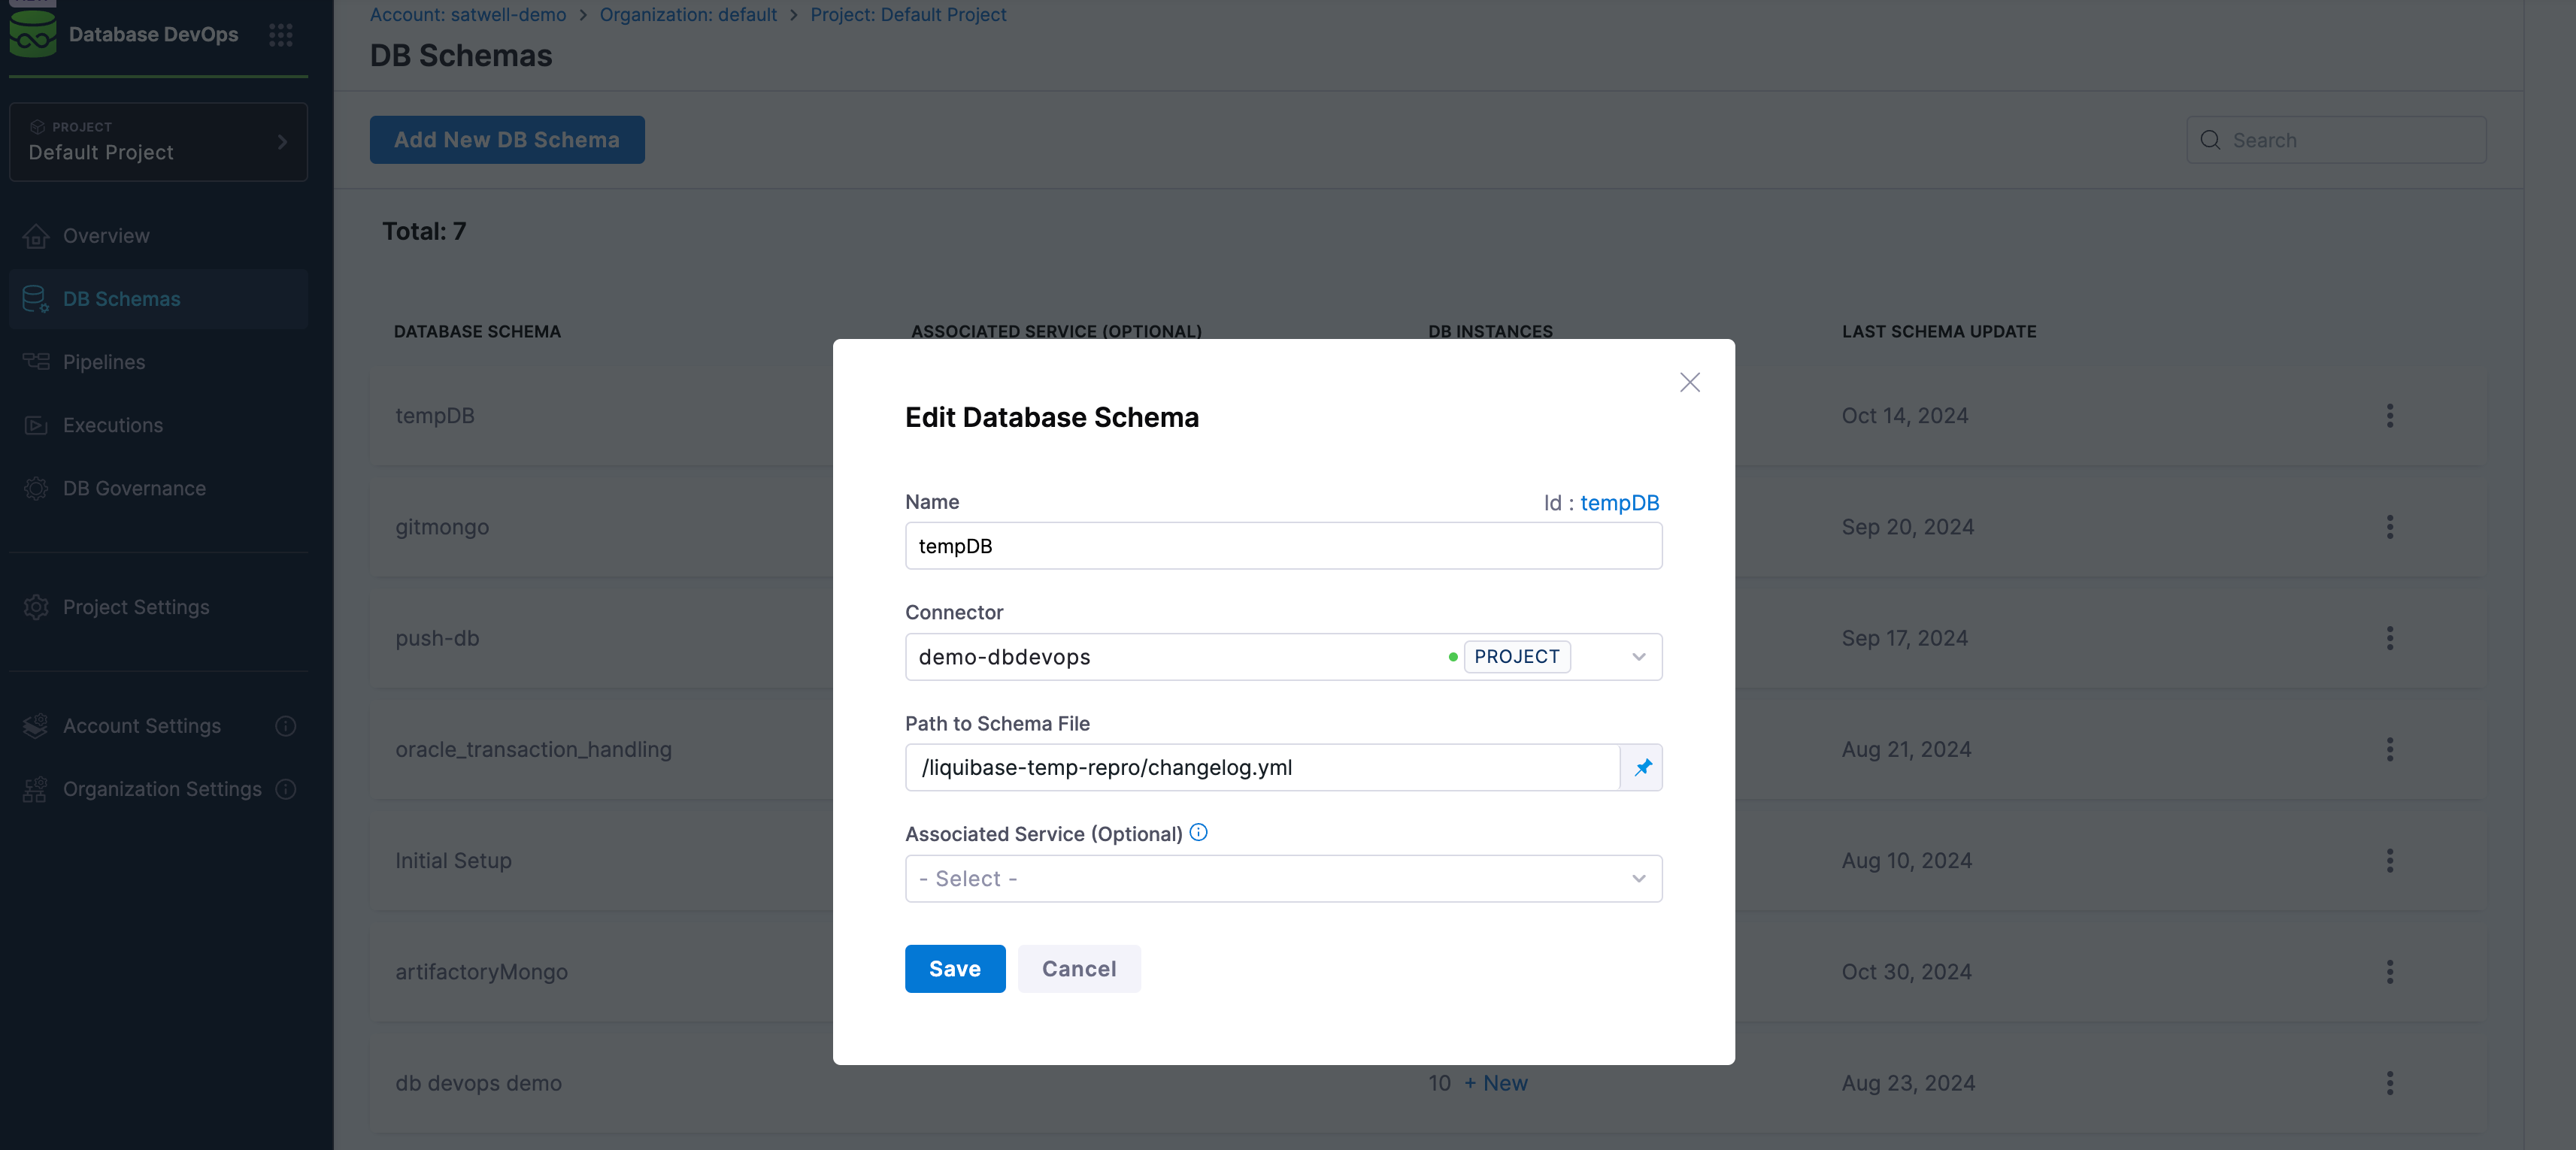 Database DevOps
PROJECT
Default Project
Overview
DB Schemas
Pipelines
Executions
DB Governance
Project Settings
Account Settings
Organization Settings
Account: satwell-demo > Organization: default > Project: Default Project
DB Schemas
Add New DB Schema
Search
Total: 7
DATABASE SCHEMA ASSOCIATED SERVICE (OPTIONAL) DB INSTANCES LAST SCHEMA UPDATE
tempDB Oct 14, 2024
gitmongo Sep 20, 2024
push-db Sep 17, 2024
oracle_transaction_handling Aug 21, 2024
Initial Setup Aug 10, 2024
artifactoryMongo Oct 30, 2024
db devops demo 10 + New Aug 23, 2024
Edit Database Schema
Name Id : tempDB
tempDB
Connector
demo-dbdevops PROJECT
Path to Schema File
/liquibase-temp-repro/changelog.yml
Associated Service (Optional)
- Select -
Save Cancel